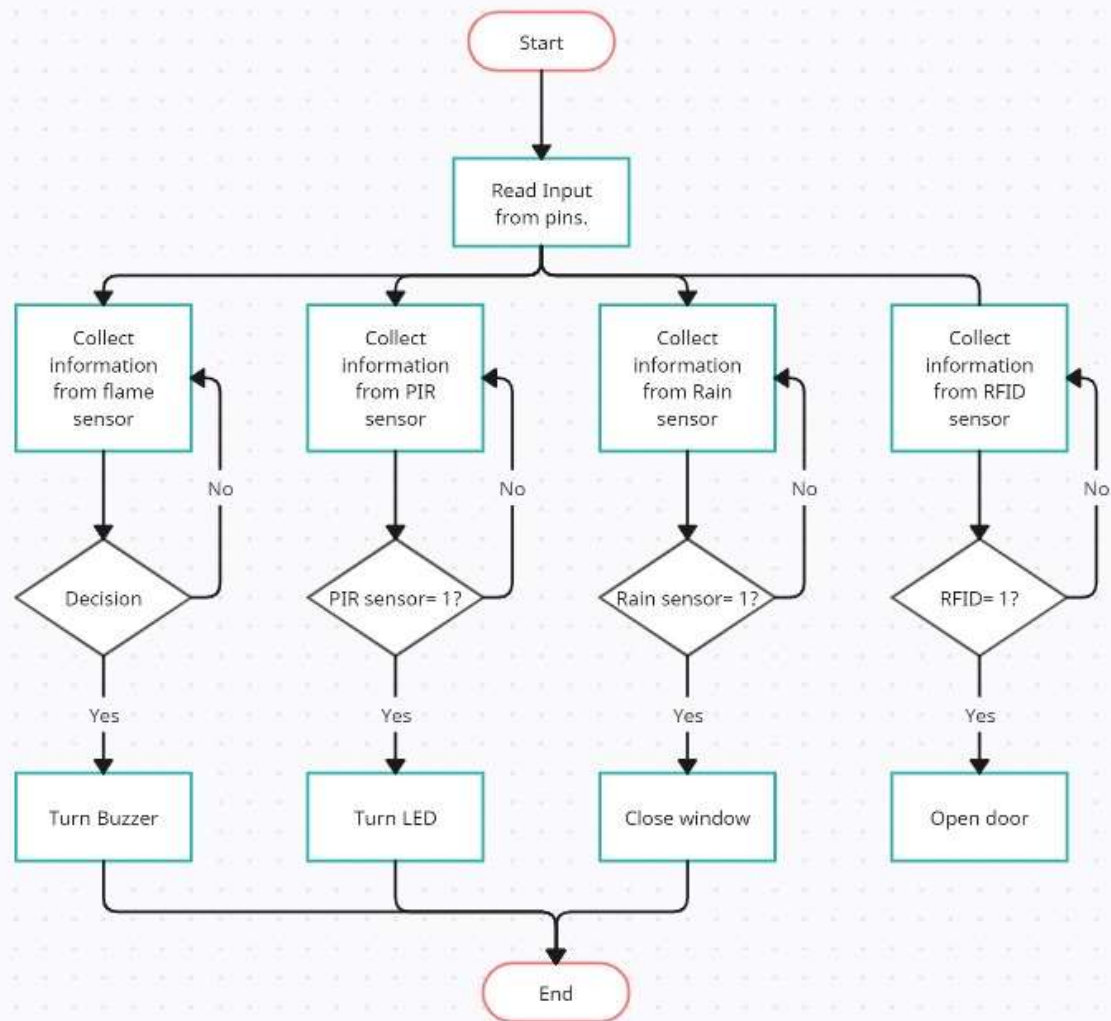 Start
Read Input
from pins.
Collect
information
from flame
sensor
Collect
information
from PIR
sensor
Collect
information
from Rain
sensor
Collect
information
from RFID
sensor
No
No
No
No
Decision
PIR sensor= 1?
Rain sensor= 1?
RFID= 1?
Yes
Yes
Yes
Yes
Turn Buzzer
Turn LED
Close window
Open door
End